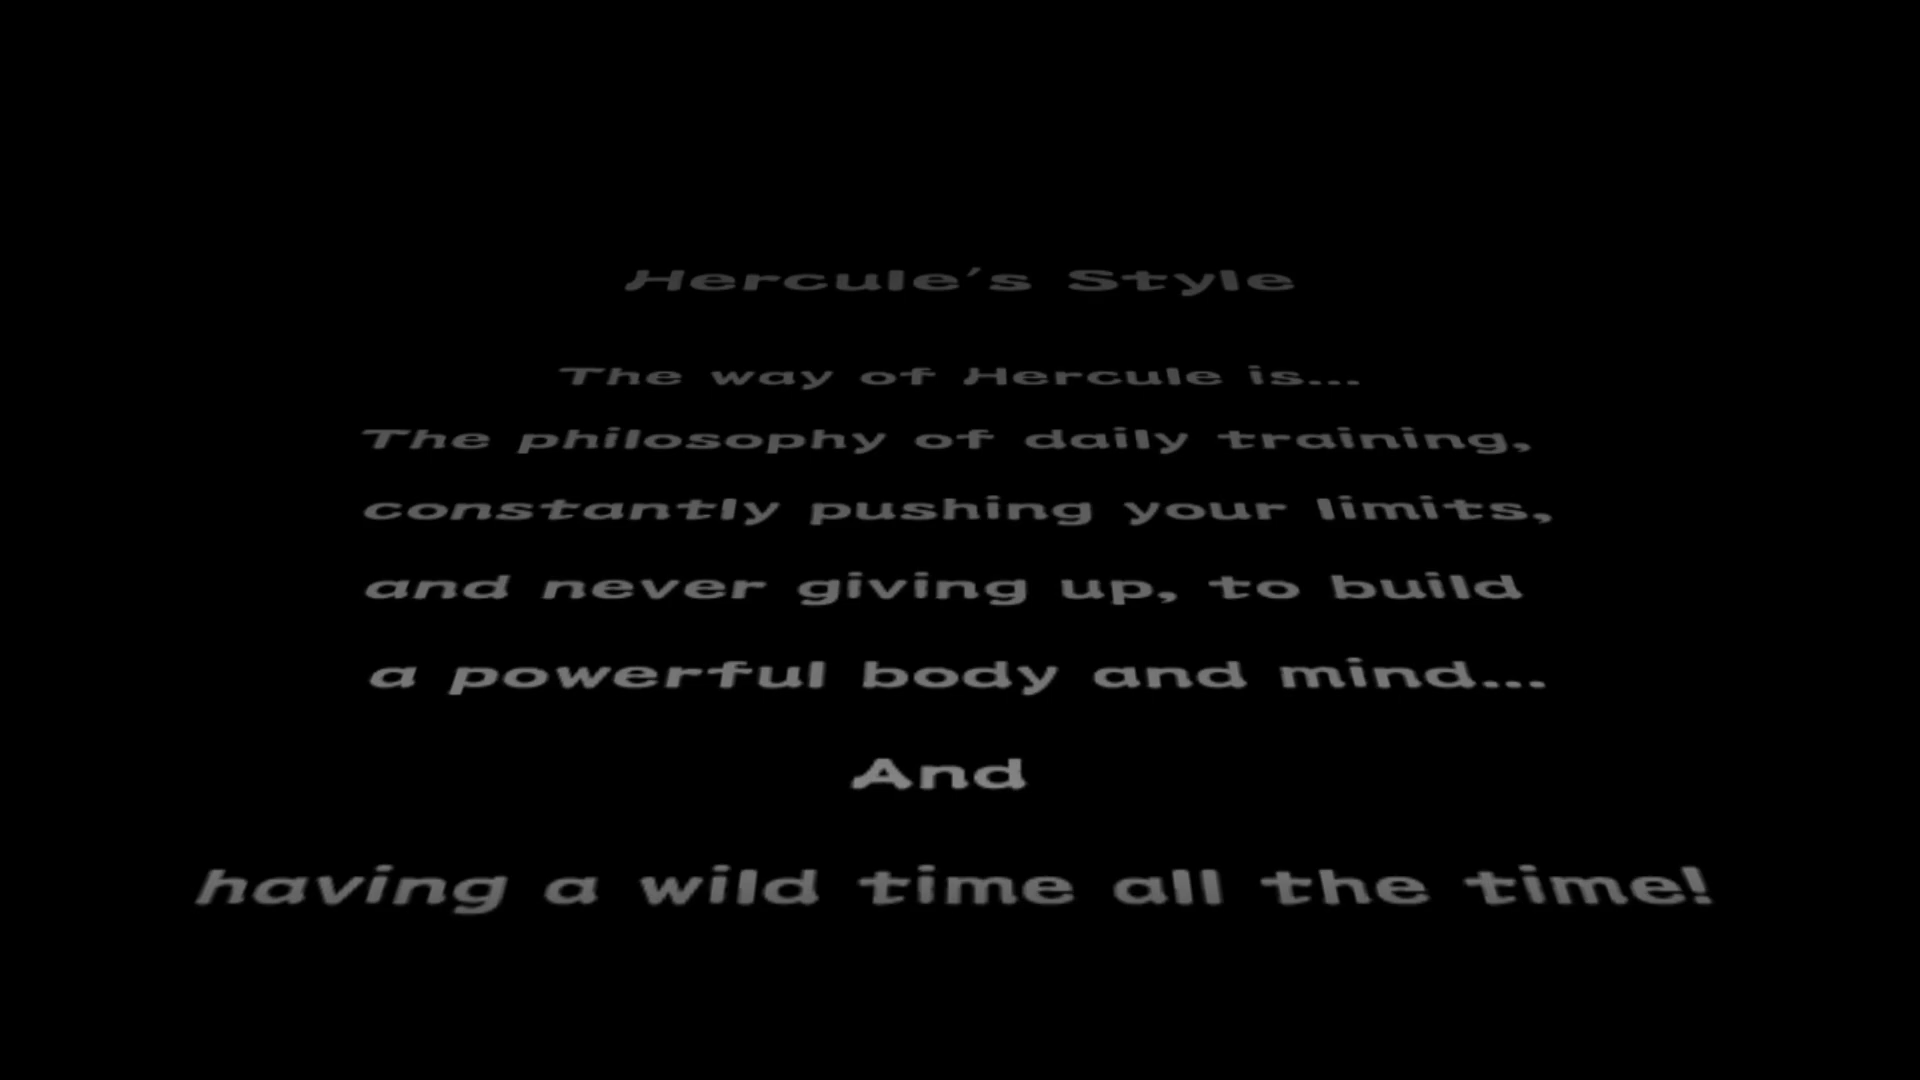 Hercule's Style
The way of Hercule is...
The philosophy of daily training,
constantly pushing your limits,
and never giving up, to build
a powerful body and mind...
And
having a wild time all the time!